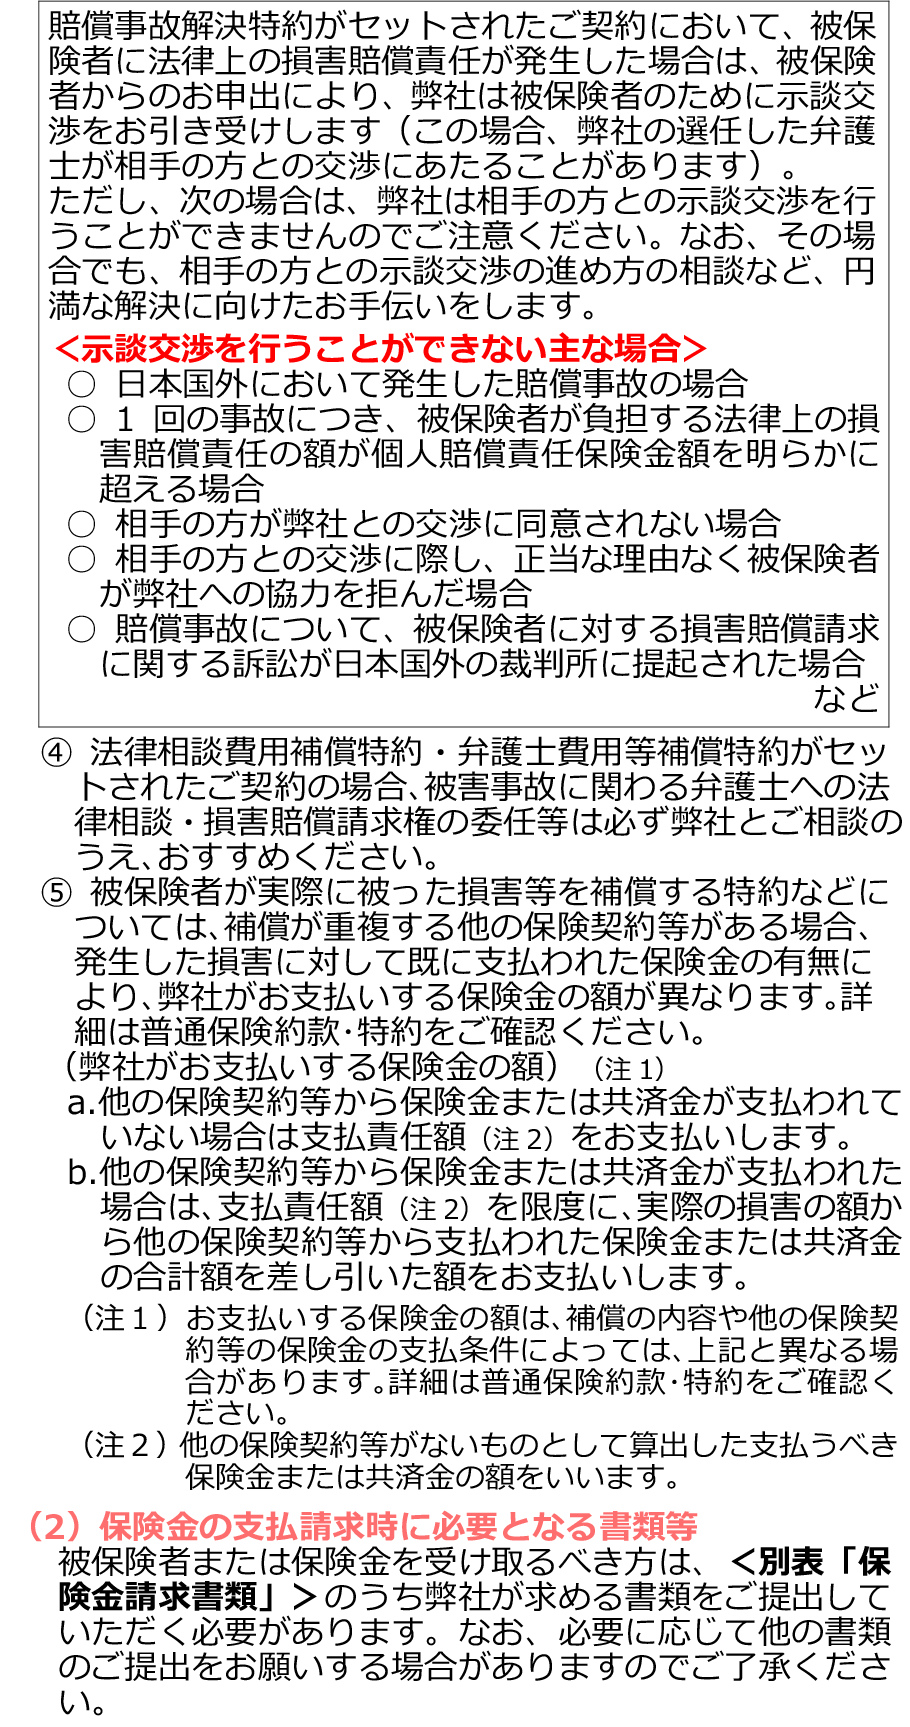 賠償事故解決特約がセットされたご契約において、被保
険者に法律上の損害賠償責任が発生した場合は、被保険
者からのお申出により、弊社は被保険者のために示談交
渉をお引き受けします（この場合、弊社の選任した弁護
士が相手の方との交渉にあたることがあります）。
ただし、次の場合は、弊社は相手の方との示談交渉を行
うことができませんのでご注意ください。なお、その場
合でも、相手の方との示談交渉の進め方の相談など、円
満な解決に向けたお手伝いをします。
＜示談交渉を行うことができない主な場合＞
○ 日本国外において発生した賠償事故の場合
○ 1 回の事故につき、被保険者が負担する法律上の損
害賠償責任の額が個人賠償責任保険金額を明らかに
超える場合
○ 相手の方が弊社との交渉に同意されない場合
○ 相手の方との交渉に際し、正当な理由なく被保険者
が弊社への協力を拒んだ場合
○ 賠償事故について、被保険者に対する損害賠償請求
に関する訴訟が日本国外の裁判所に提起された場合
など
④ 法律相談費用補償特約・弁護士費用等補償特約がセッ
トされたご契約の場合､被害事故に関わる弁護士への法
律相談・損害賠償請求権の委任等は必ず弊社とご相談の
うえ､おすすめください。
⑤ 被保険者が実際に被った損害等を補償する特約などに
ついては､補償が重複する他の保険契約等がある場合、
発生した損害に対して既に支払われた保険金の有無に
より､弊社がお支払いする保険金の額が異なります｡詳
細は普通保険約款･特約をご確認ください。
（弊社がお支払いする保険金の額）（注 1）
a.他の保険契約等から保険金または共済金が支払われて
いない場合は支払責任額（注 2）をお支払いします。
b.他の保険契約等から保険金または共済金が支払われた
場合は､支払責任額（注 2）を限度に､実際の損害の額か
ら他の保険契約等から支払われた保険金または共済金
の合計額を差し引いた額をお支払いします。
（注１）お支払いする保険金の額は､補償の内容や他の保険契
約等の保険金の支払条件によっては､上記と異なる場
合があります｡詳細は普通保険約款･特約をご確認く
ださい。
（注２）他の保険契約等がないものとして算出した支払うべき
保険金または共済金の額をいいます。
（2）保険金の支払請求時に必要となる書類等
被保険者または保険金を受け取るべき方は、＜別表「保
険金請求書類」＞のうち弊社が求める書類をご提出して
いただく必要があります。なお、必要に応じて他の書類
のご提出をお願いする場合がありますのでご了承くださ
い。